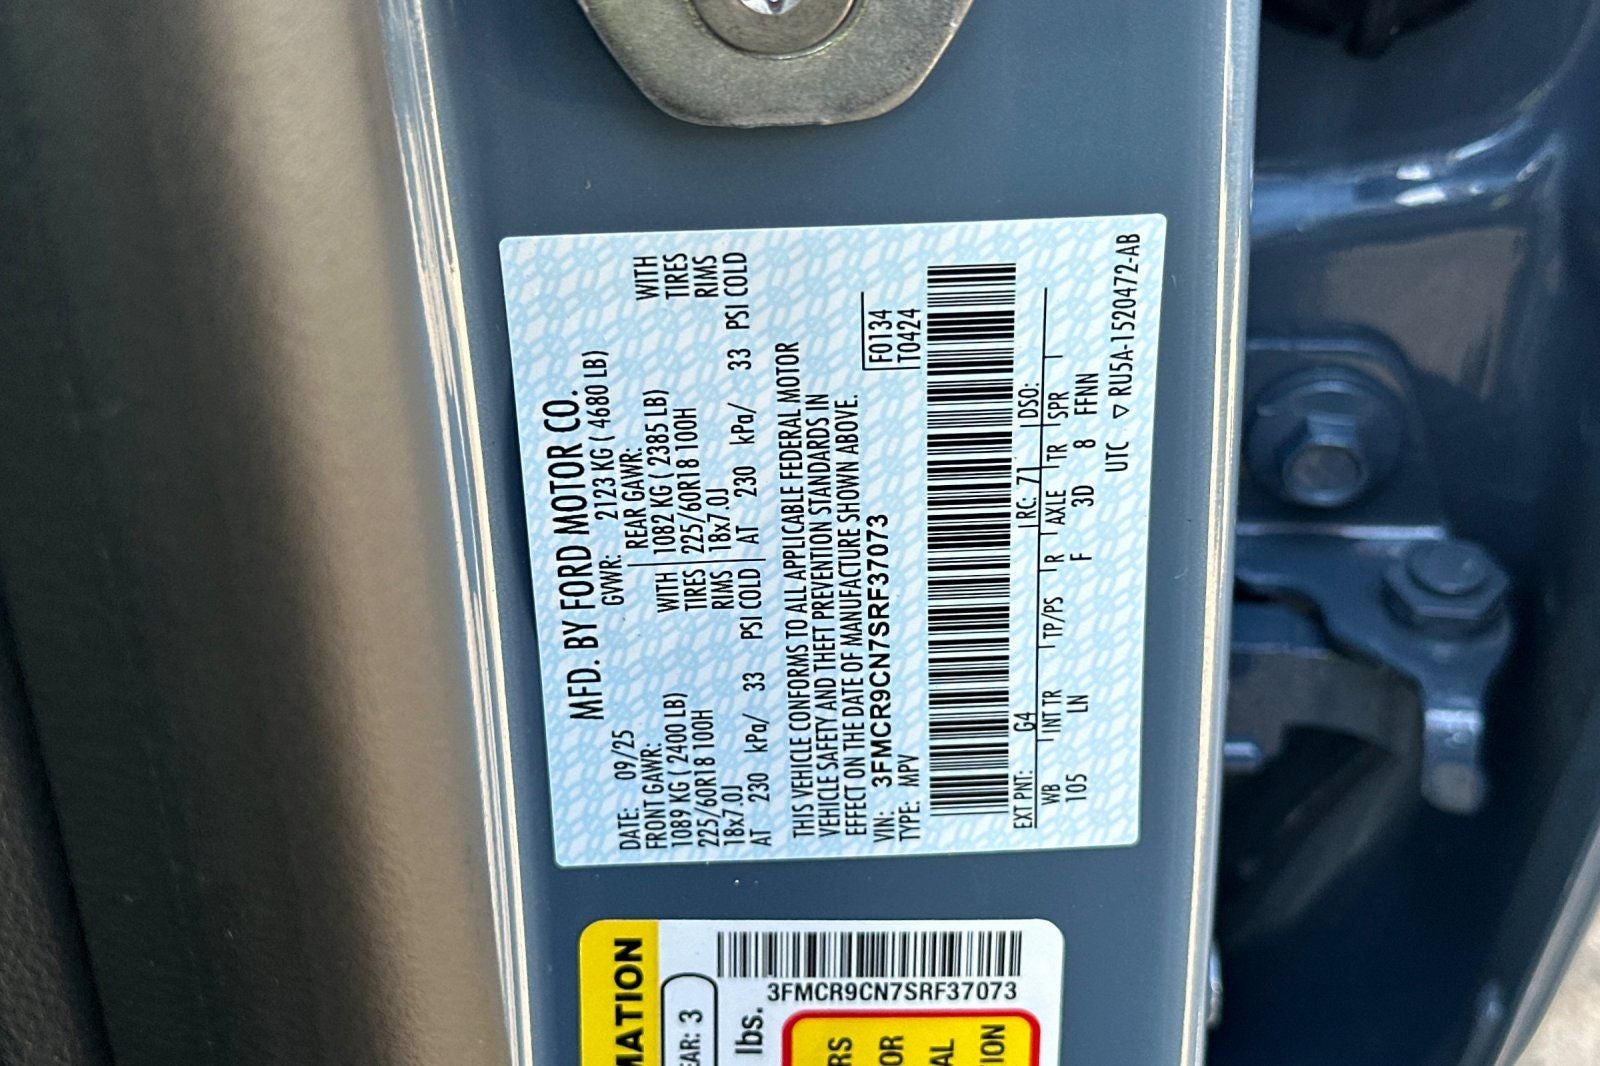 MFD. BY FORD MOTOR CO.
DATE: 09/25 GVWR: 2123 KG ( 4680 LB)
FRONT GAWR: REAR GAWR:
1089 KG ( 2400 LB) WITH 1082 KG ( 2385 LB) WITH
225/60R18 100H TIRES 225/60R18 100H TIRES
18x7.0J RIMS 18x7.0J RIMS
AT 230 kPa/ 33 PSI COLD AT 230 kPa/ 33 PSI COLD
THIS VEHICLE CONFORMS TO ALL APPLICABLE FEDERAL MOTOR
VEHICLE SAFETY AND THEFT PREVENTION STANDARDS IN
EFFECT ON THE DATE OF MANUFACTURE SHOWN ABOVE.
VIN: 3FMCR9CN7SRF37073 F0134
TYPE: MPV T0424
EXT PNT: G4 RC: 71 DSO:
WB INT TR TP/PS R AXLE TR SPR
105 LN F 3D 8 FFNN
UTC ▽ RU5A-1520472-AB
MATION
EAR: 3
lbs.
3FMCR9CN7SRF37073
RS
OR
AL
ION